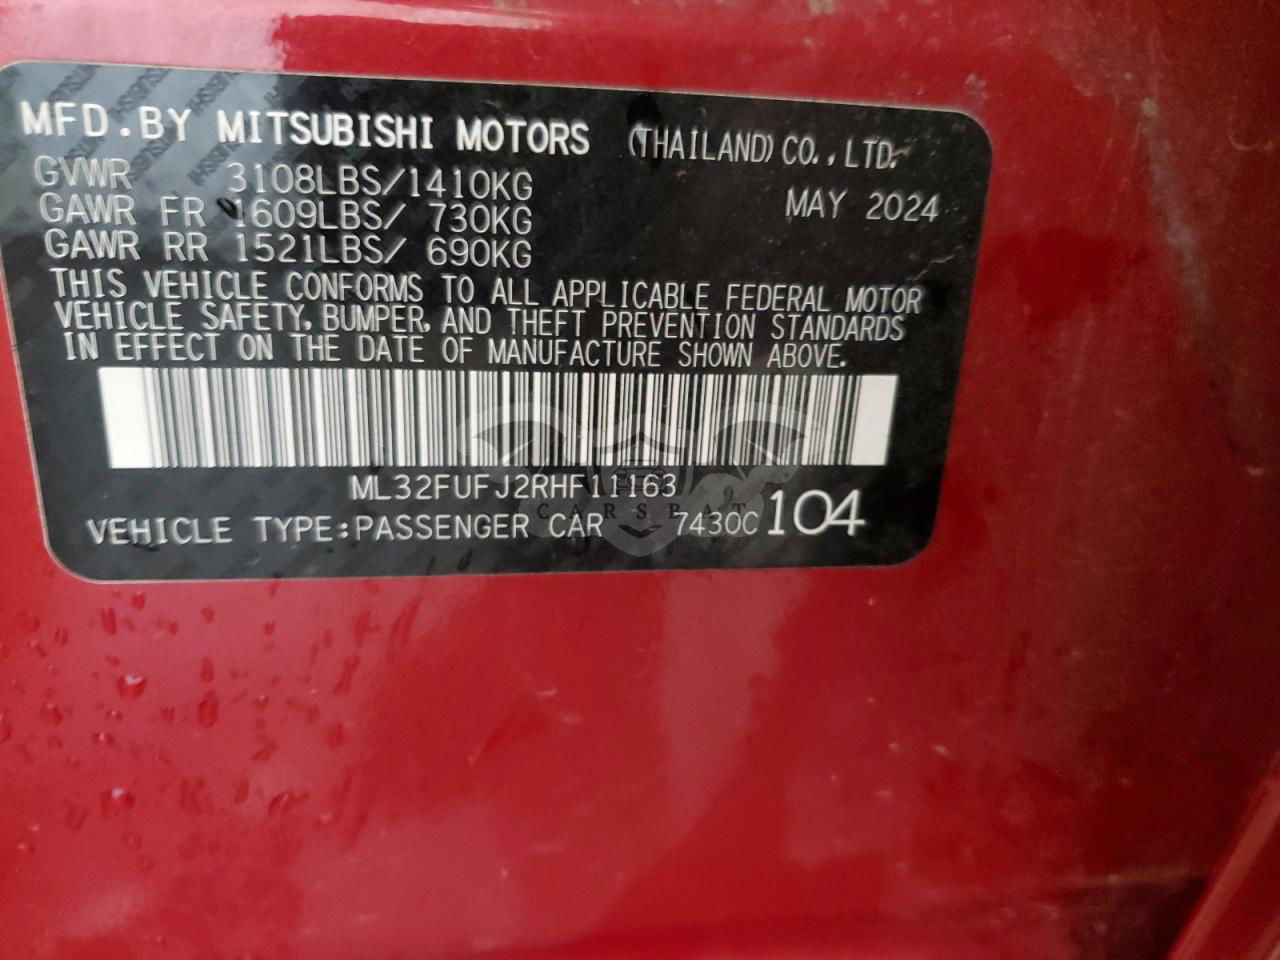 MFD.BY MITSUBISHI MOTORS (THAILAND) CO.,LTD.
GVWR 3108LBS/1410KG MAY 2024
GAWR FR 1609LBS/ 730KG
GAWR RR 1521LBS/ 690KG
THIS VEHICLE CONFORMS TO ALL APPLICABLE FEDERAL MOTOR
VEHICLE SAFETY, BUMPER, AND THEFT PREVENTION STANDARDS
IN EFFECT ON THE DATE OF MANUFACTURE SHOWN ABOVE.
ML32FUFJ2RHF11163
CARSBAT
VEHICLE TYPE:PASSENGER CAR 7430C 104